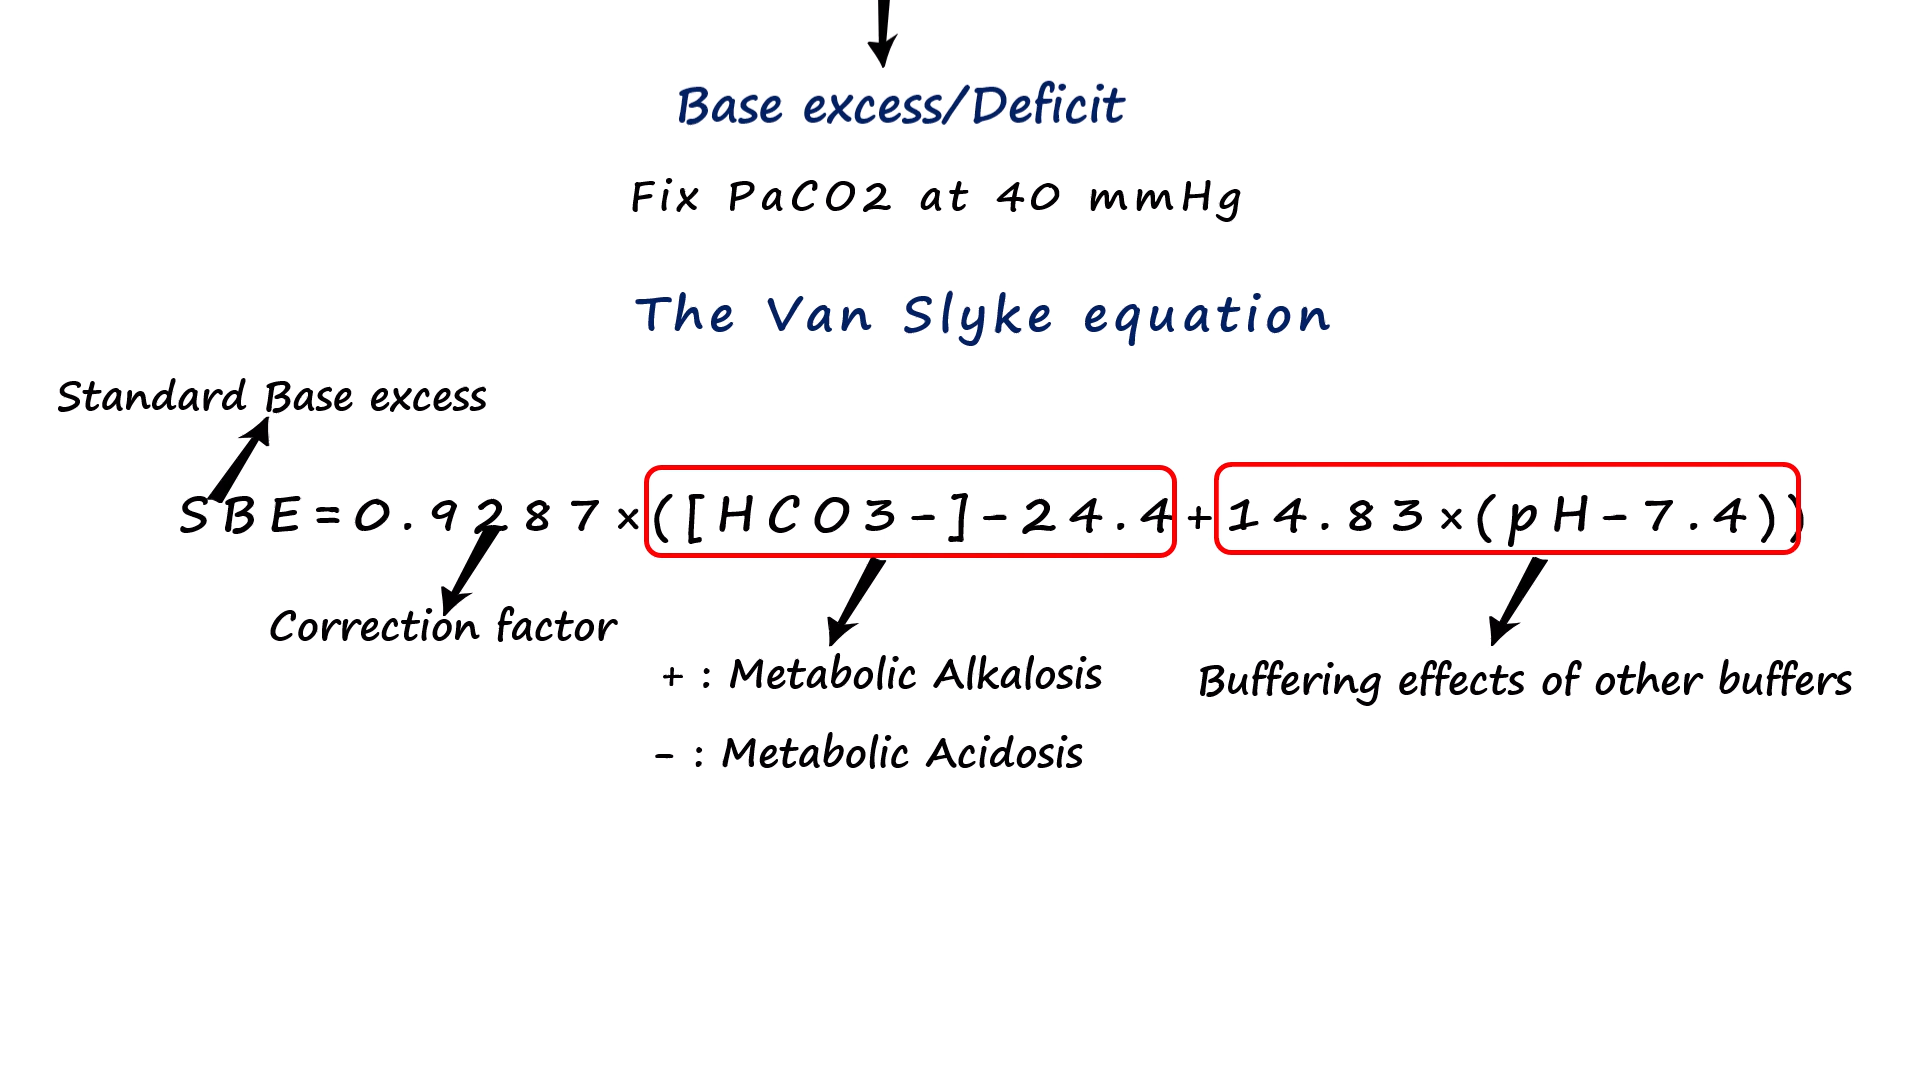 Base excess/Deficit
Fix PaCO2 at 40 mmHg
The Van Slyke equation
Standard Base excess
SBE=0.9287×([HCO3-]-24.4+14.83×(pH-7.4))
Correction factor
+ : Metabolic Alkalosis
Buffering effects of other buffers
- : Metabolic Acidosis